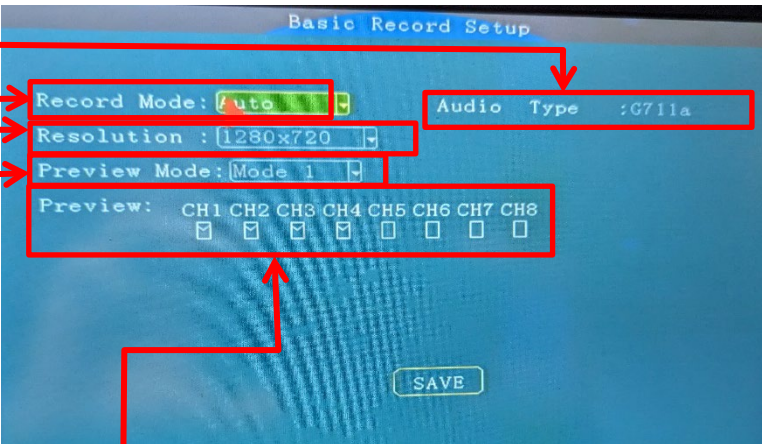 Basic Record Setup
Record Mode: Auto
Audio Type :G711a
Resolution : 1280x720
Preview Mode: Mode 1
Preview: CH1 CH2 CH3 CH4 CH5 CH6 CH7 CH8
SAVE